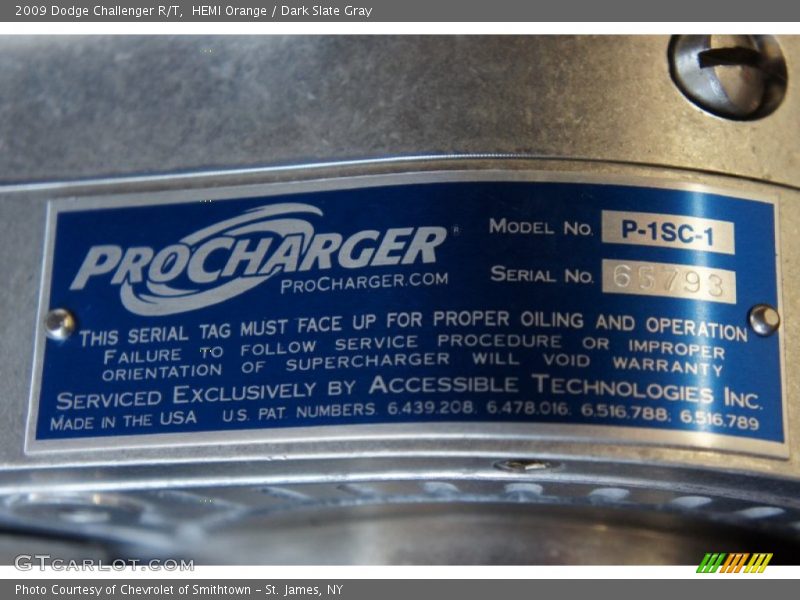 2009 Dodge Challenger R/T, HEMI Orange / Dark Slate Gray
PROCHARGER®
PROCHARGER.COM
MODEL NO. P-1SC-1
SERIAL NO. 65793
THIS SERIAL TAG MUST FACE UP FOR PROPER OILING AND OPERATION
FAILURE TO FOLLOW SERVICE PROCEDURE OR IMPROPER
ORIENTATION OF SUPERCHARGER WILL VOID WARRANTY
SERVICED EXCLUSIVELY BY ACCESSIBLE TECHNOLOGIES INC.
MADE IN THE USA U.S. PAT. NUMBERS 6.439.208. 6.478.016. 6.516.788. 6.516.789
GTCARLOT.COM
Photo Courtesy of Chevrolet of Smithtown - St. James, NY